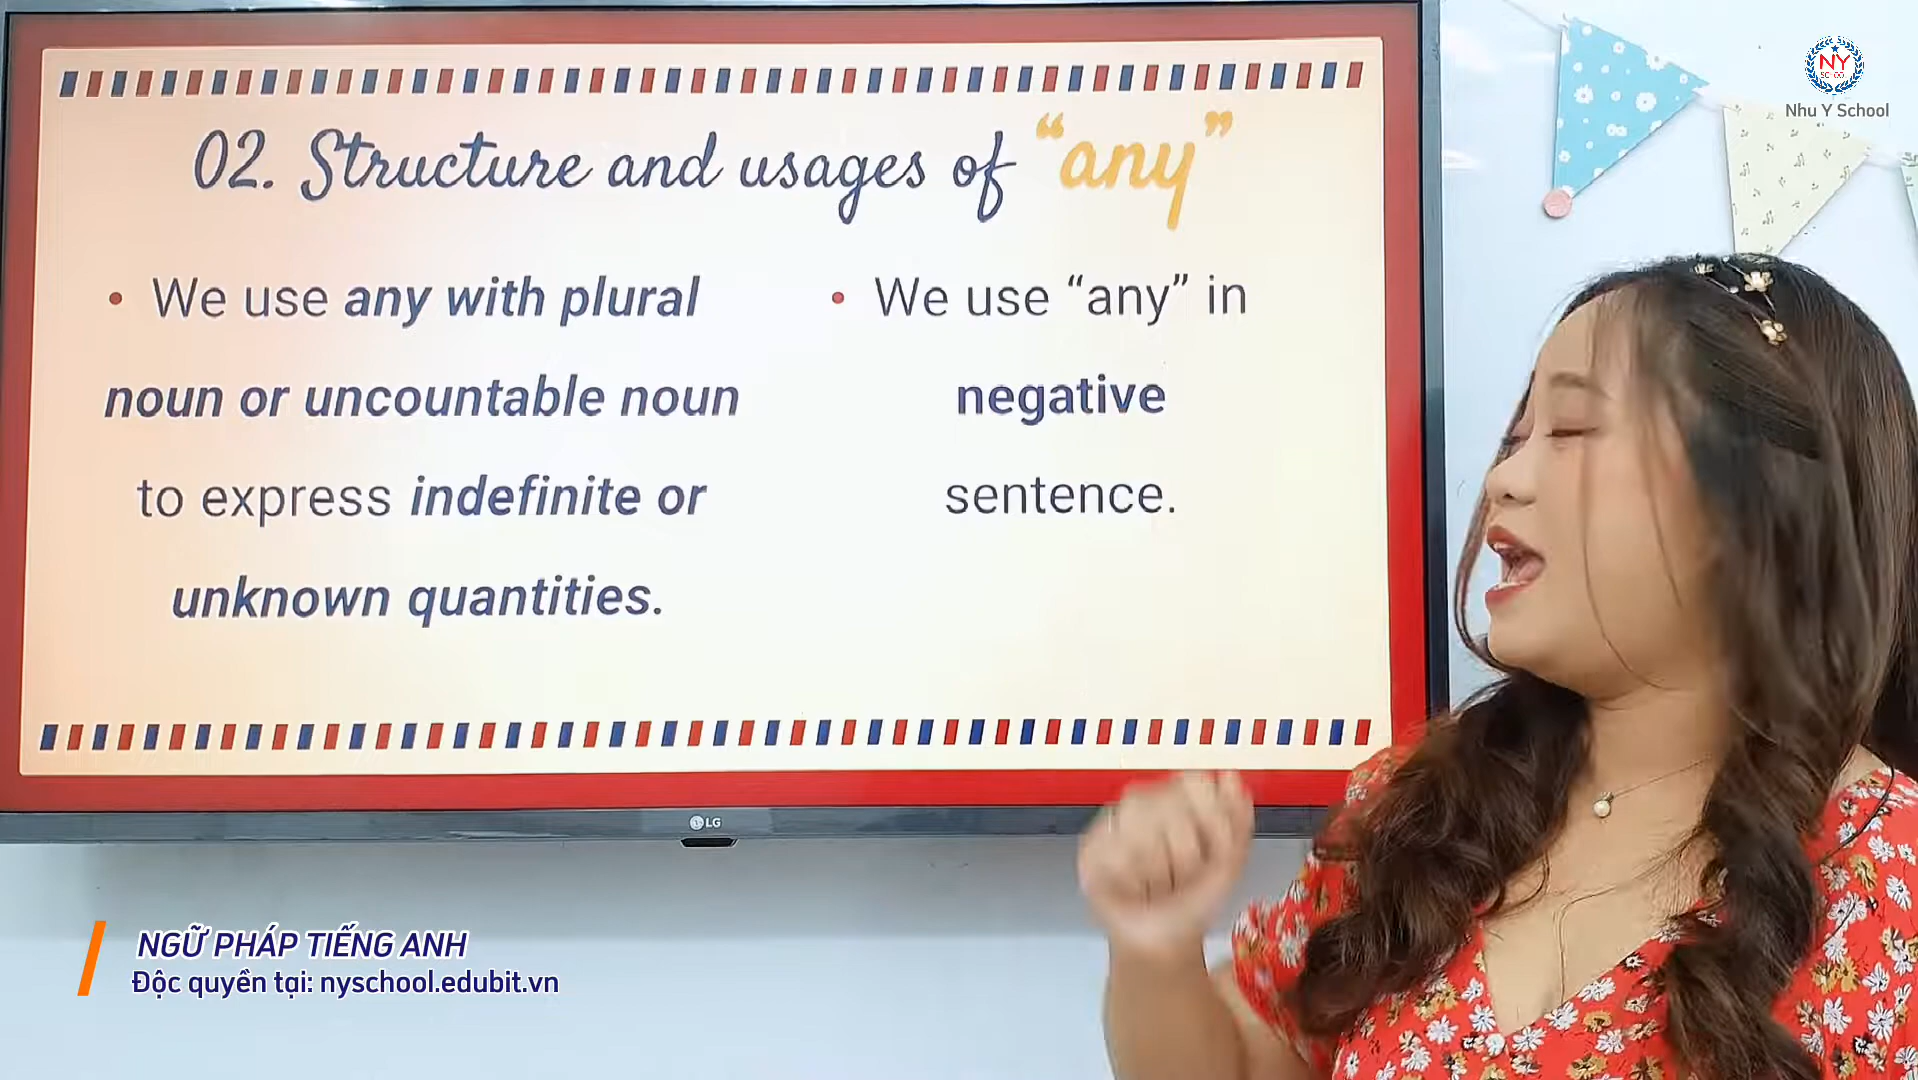 02. Structure and usages of “any”
• We use any with plural
noun or uncountable noun
to express indefinite or
unknown quantities.
• We use “any” in
negative
sentence.
LG
NGỮ PHÁP TIẾNG ANH
Độc quyền tại: nyschool.edubit.vn
NY
SCHOOL
Nhu Y School